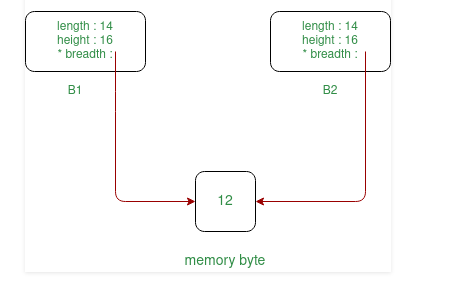 length : 14
height : 16
* breadth :
B1
length : 14
height : 16
* breadth :
B2
12
memory byte